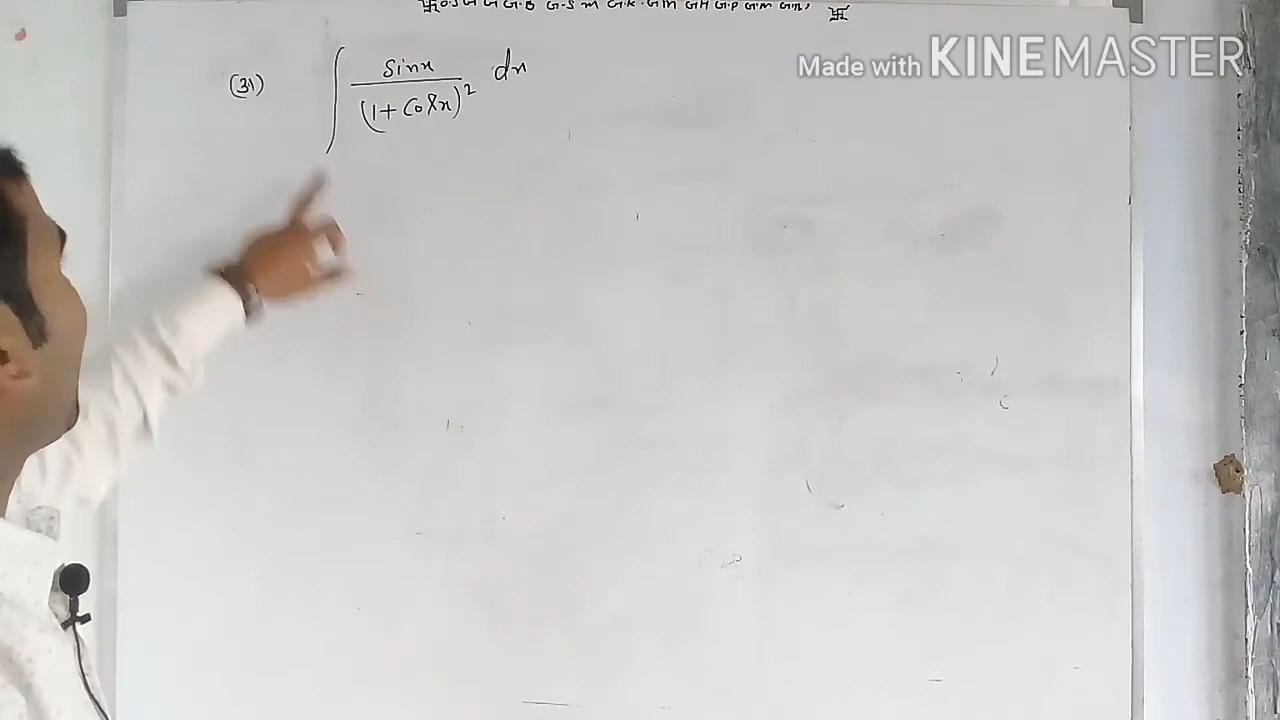 Made with KINEMASTER
(31) ∫ sinx / (1 + Cosx)² dx